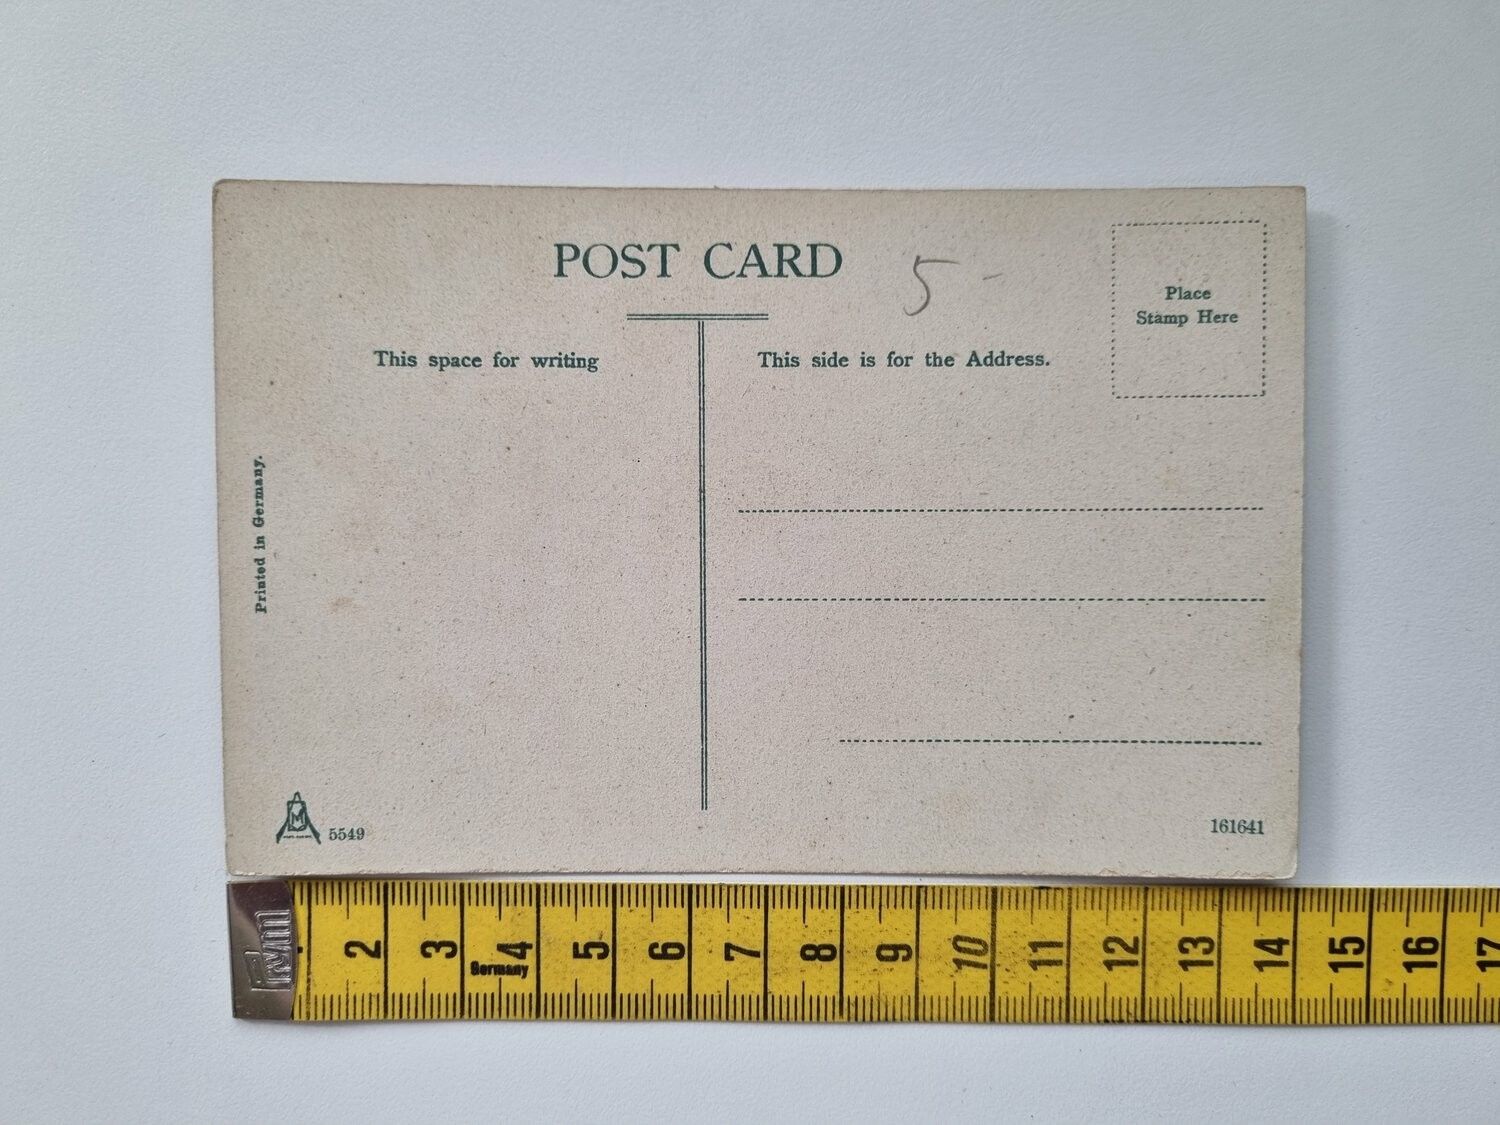 POST CARD
5-
Place
Stamp Here
This space for writing
This side is for the Address.
Printed in Germany.
M
5549
161641
Prym
2 3 4 5 6 7 8 9 10 11 12 13 14 15 16 17
Germany